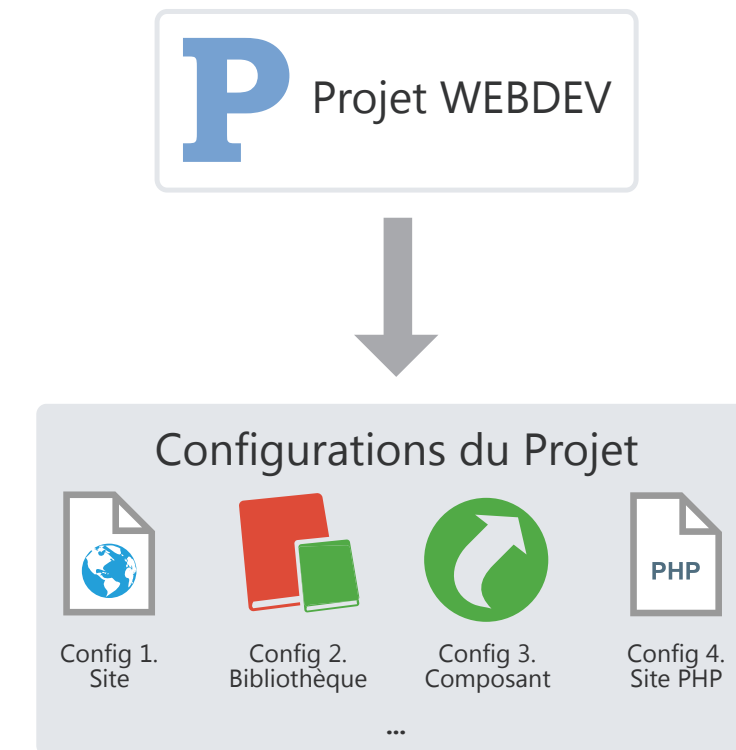 P Projet WEBDEV
Configurations du Projet
PHP
Config 1.
Site
Config 2.
Bibliothèque
Config 3.
Composant
Config 4.
Site PHP
...